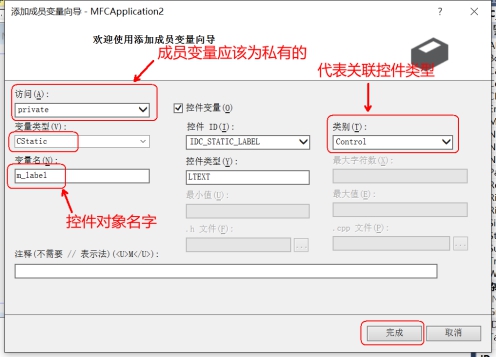 添加成员变量向导 - MFCApplication2
欢迎使用添加成员变量向导
成员变量应该为私有的
代表关联控件类型
访问(A):
private
控件变量(O)
变量类型(V):
CStatic
控件 ID(I):
IDC_STATIC_LABEL
类别(T):
Control
变量名(N):
m_label
控件类型(Y):
LTEXT
最大字符数(X):
控件对象名字
最小值(U):
最大值(E):
.h 文件(F):
...
.cpp 文件(P):
...
注释(不需要 // 表示法)(<U>M</U>):
完成
取消